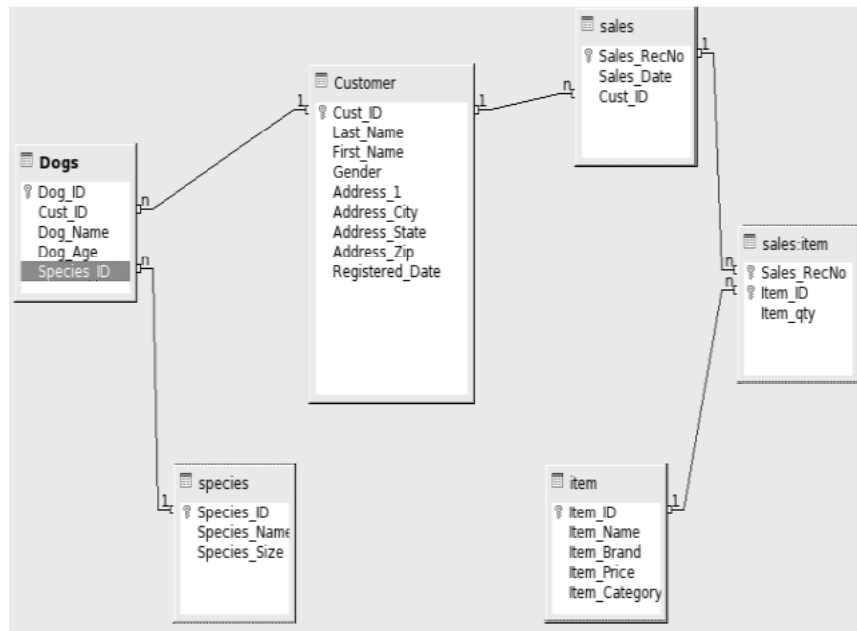 sales
Sales_RecNo
Sales_Date
Cust_ID
1
n
Customer
Cust_ID
Last_Name
First_Name
Gender
Address_1
Address_City
Address_State
Address_Zip
Registered_Date
1
1
Dogs
Dog_ID
Cust_ID
Dog_Name
Dog_Age
Species_ID
n
n
sales:item
Sales_RecNo
Item_ID
Item_qty
n
n
species
Species_ID
Species_Name
Species_Size
1
item
Item_ID
Item_Name
Item_Brand
Item_Price
Item_Category
1